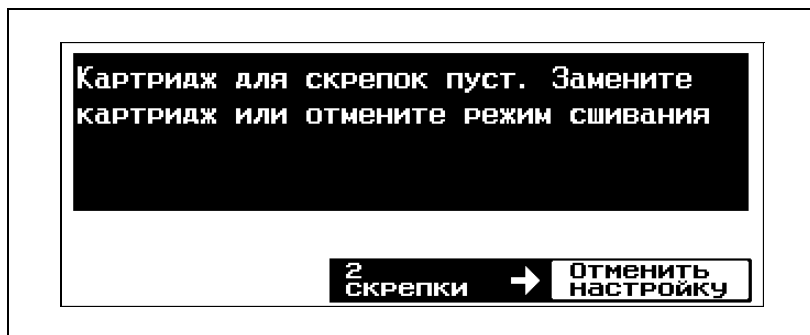 Картридж для скрепок пуст. Замените
картридж или отмените режим сшивания
2
скрепки
→
Отменить
настройку